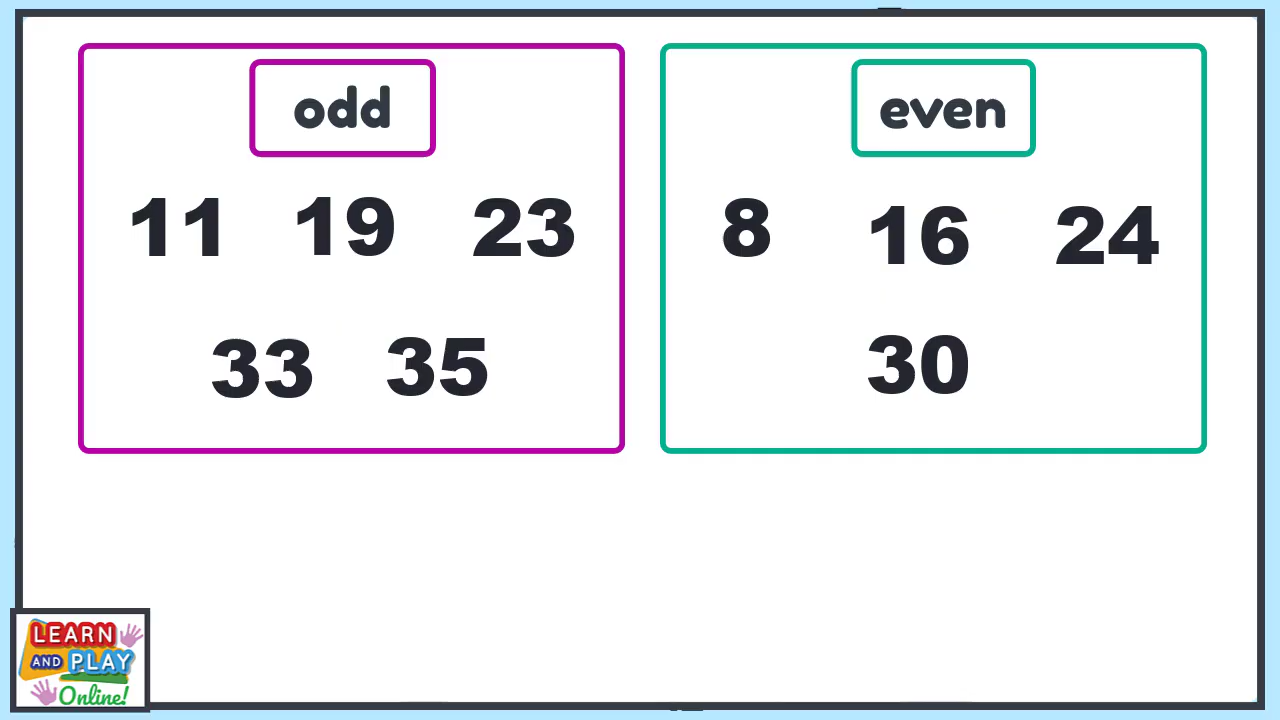 odd
11 19 23
33 35
even
8 16 24
30
LEARN
AND PLAY
Online!